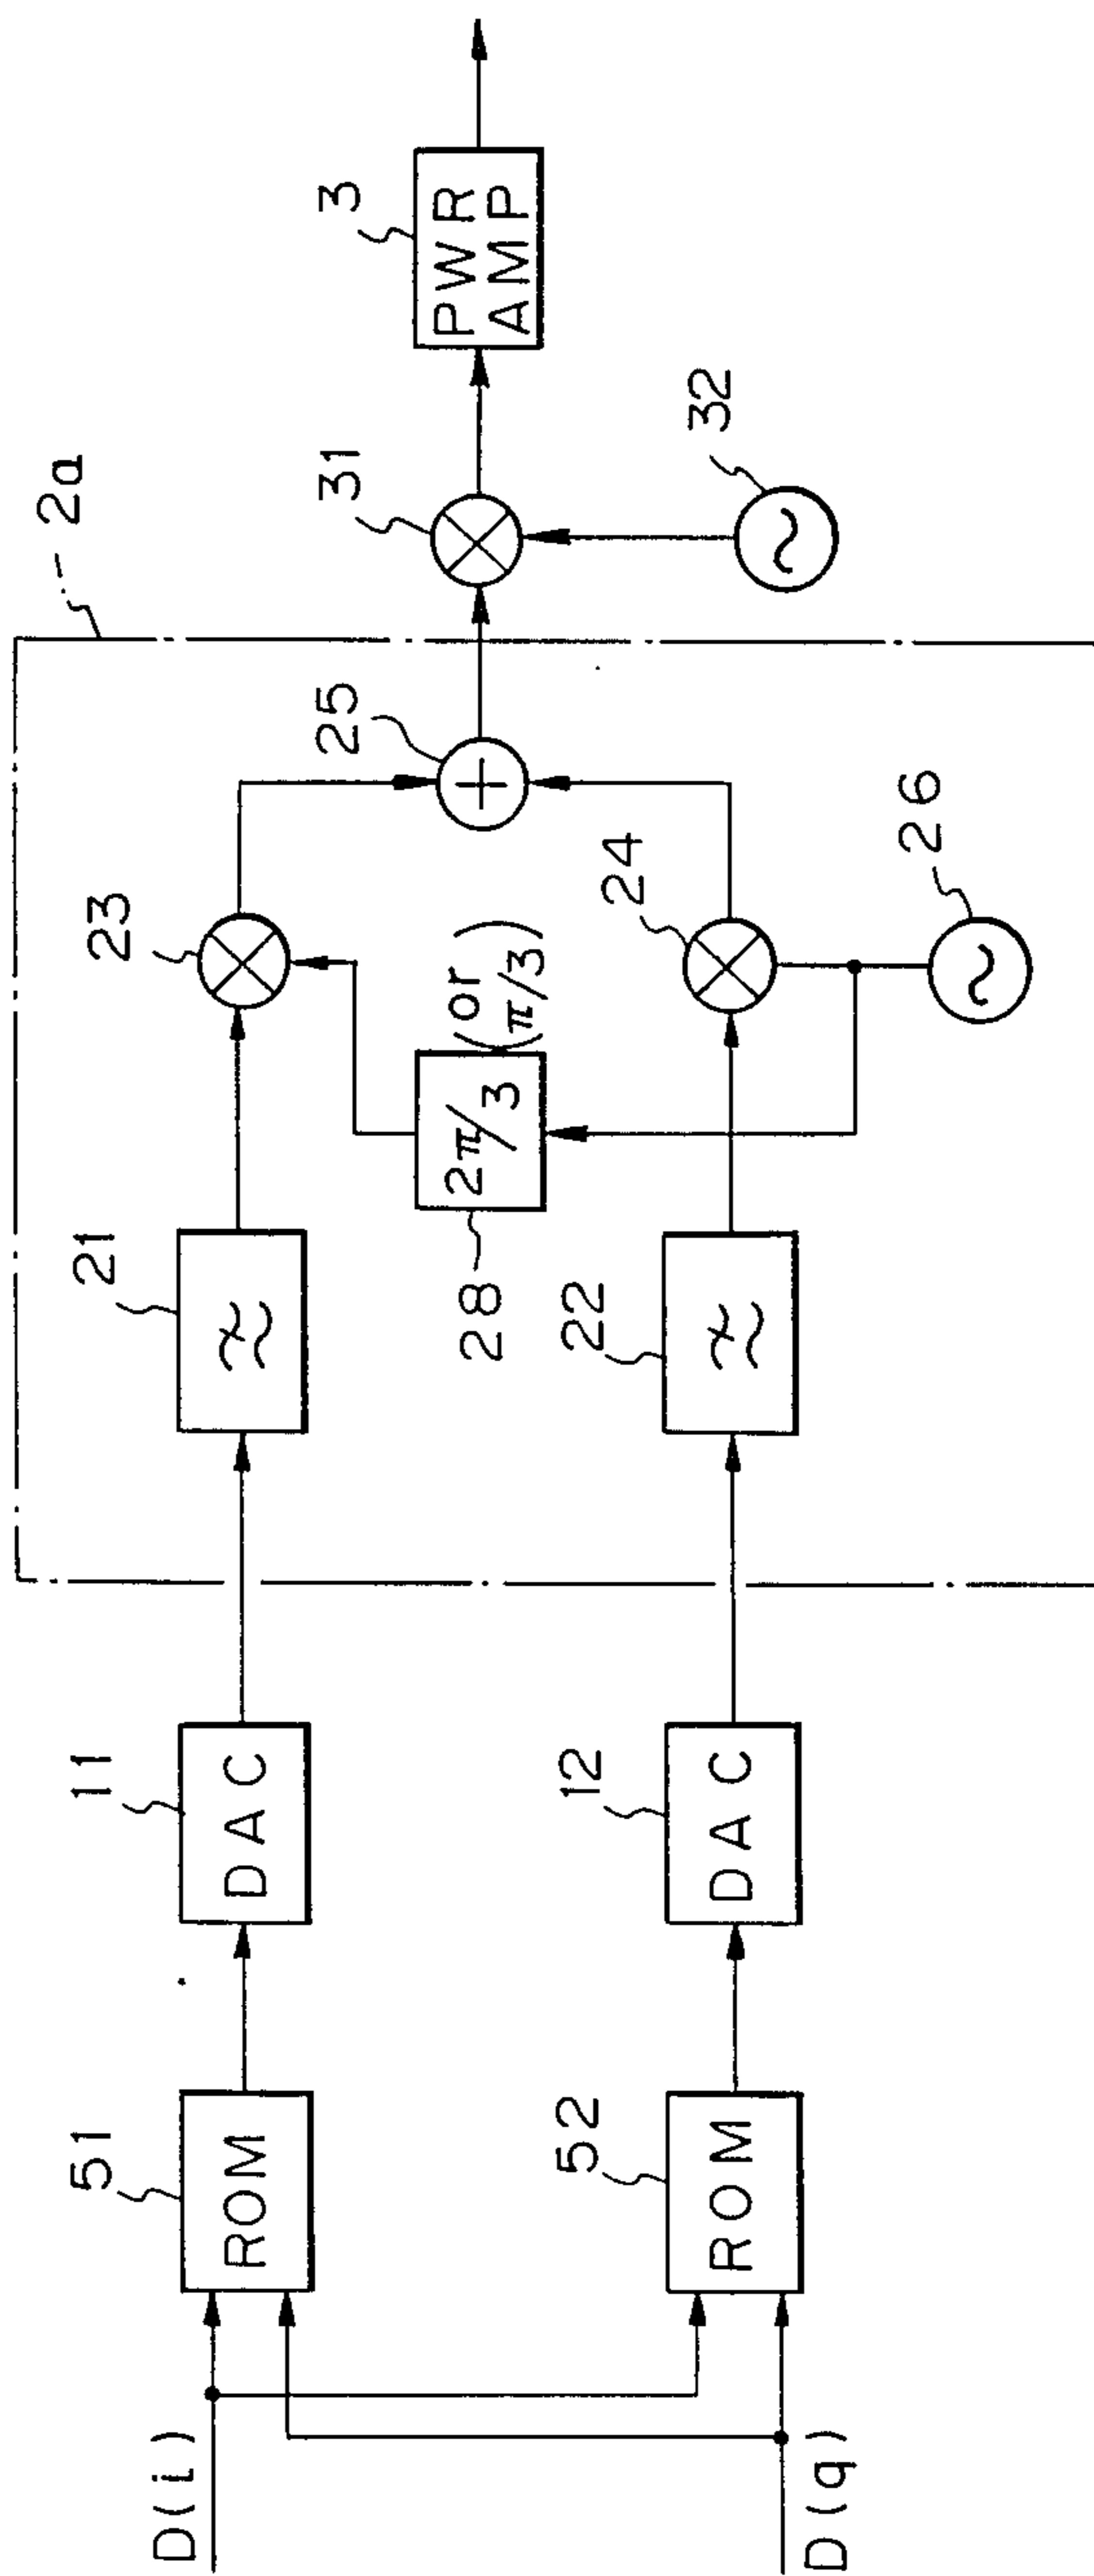 D(i)
D(q)
51
ROM
52
ROM
11
DAC
12
DAC
2a
21
22
28
2π/3
(or π/3)
23
24
25
26
31
32
3
PWR
AMP